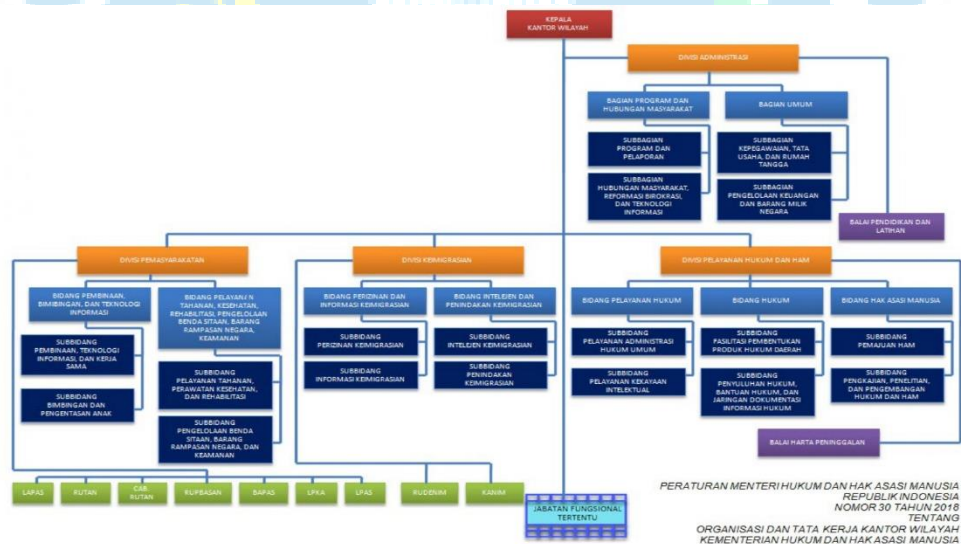 KEPALA
KANTOR WILAYAH
DIVISI ADMINISTRASI
BAGIAN PROGRAM DAN
HUBUNGAN MASYARAKAT
BAGIAN UMUM
SUBBAGIAN
PROGRAM DAN
PELAPORAN
SUBBAGIAN
KEPEGAWAIAN, TATA
USAHA, DAN RUMAH
TANGGA
SUBBAGIAN
HUBUNGAN MASYARAKAT,
REFORMASI BIROKRASI,
DAN TEKNOLOGI
INFORMASI
SUBBAGIAN
PENGELOLAAN KEUANGAN
DAN BARANG MILIK
NEGARA
BALAI PENDIDIKAN DAN
LATIHAN
DIVISI PEMASYARAKATAN
DIVISI KEIMIGRASIAN
DIVISI PELAYANAN HUKUM DAN HAM
BIDANG PEMBINAAN,
BIMBINGAN, DAN TEKNOLOGI
INFORMASI
BIDANG PELAYANAN
TAHANAN, KESEHATAN,
REHABILITASI, PENGELOLAAN
BENDA SITAAN, BARANG
RAMPASAN NEGARA,
KEAMANAN
BIDANG PERIZINAN DAN
INFORMASI KEIMIGRASIAN
BIDANG INTELEIJEN DAN
PENINDAKAN KEIMIGRASIAN
BIDANG PELAYANAN HUKUM
BIDANG HUKUM
BIDANG HAK ASASI MANUSIA
SUBBIDANG
PEMBINAAN, TEKNOLOGI
INFORMASI, DAN KERJA
SAMA
SUBBIDANG
BIMBINGAN DAN
PENGENTASAN ANAK
SUBBIDANG
PELAYANAN TAHANAN,
PERAWATAN KESEHATAN,
DAN REHABILITASI
SUBBIDANG
PENGELOLAAN BENDA
SITAAN, BARANG
RAMPASAN NEGARA, DAN
KEAMANAN
SUBBIDANG
PERIZINAN KEIMIGRASIAN
SUBBIDANG
INFORMASI KEIMIGRASIAN
SUBBIDANG
INTELEIJEN KEIMIGRASIAN
SUBBIDANG
PENINDAKAN
KEIMIGRASIAN
SUBBIDANG
PELAYANAN ADMINISTRASI
HUKUM UMUM
SUBBIDANG
PELAYANAN KEKAYAAN
INTELEKTUAL
SUBBIDANG
FASILITASI PEMBENTUKAN
PRODUK HUKUM DAERAH
SUBBIDANG
PENYULUHAN HUKUM,
BANTUAN HUKUM, DAN
JARINGAN DOKUMENTASI
INFORMASI HUKUM
SUBBIDANG
PEMAJUAN HAM
SUBBIDANG
PENGKAJIAN, PENELITIAN,
DAN PENGEMBANGAN
HUKUM DAN HAM
BALAI HARTA PENINGGALAN
LAPAS
RUTAN
CAB.
RUTAN
RUPBASAN
BAPAS
LPKA
LPAS
RUDENIM
KANIM
JABATAN FUNGSIONAL
TERTENTU
PERATURAN MENTERI HUKUM DAN HAK ASASI MANUSIA
REPUBLIK INDONESIA
NOMOR 30 TAHUN 2018
TENTANG
ORGANISASI DAN TATA KERJA KANTOR WILAYAH
KEMENTERIAN HUKUM DAN HAK ASASI MANUSIA